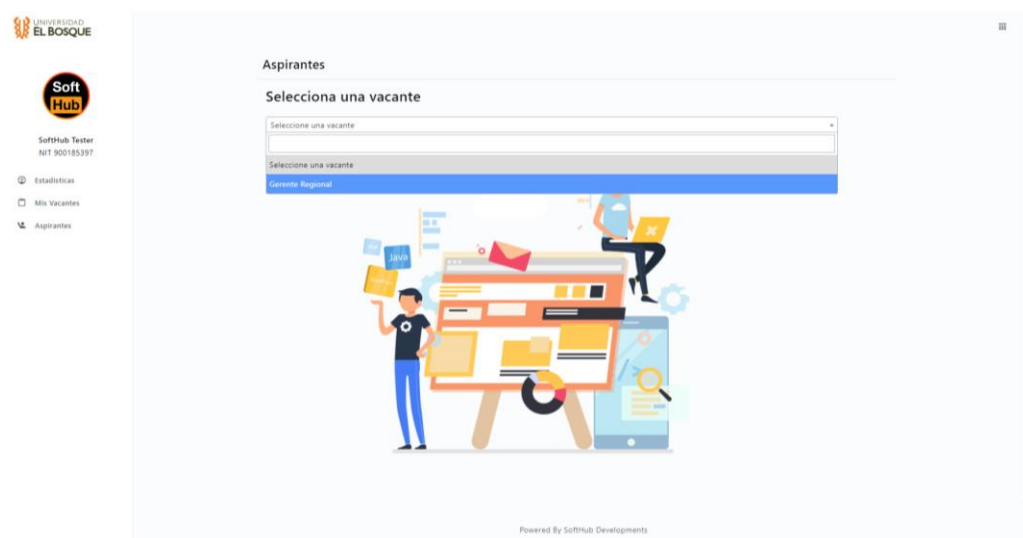 UNIVERSIDAD
EL BOSQUE
Soft
Hub
SoftHub Tester
NIT 900185397
Estadísticas
Mis Vacantes
Aspirantes
Aspirantes
Selecciona una vacante
Seleccione una vacante
Seleccione una vacante
Gerente Regional
Java
Powered By SoftHub Developments